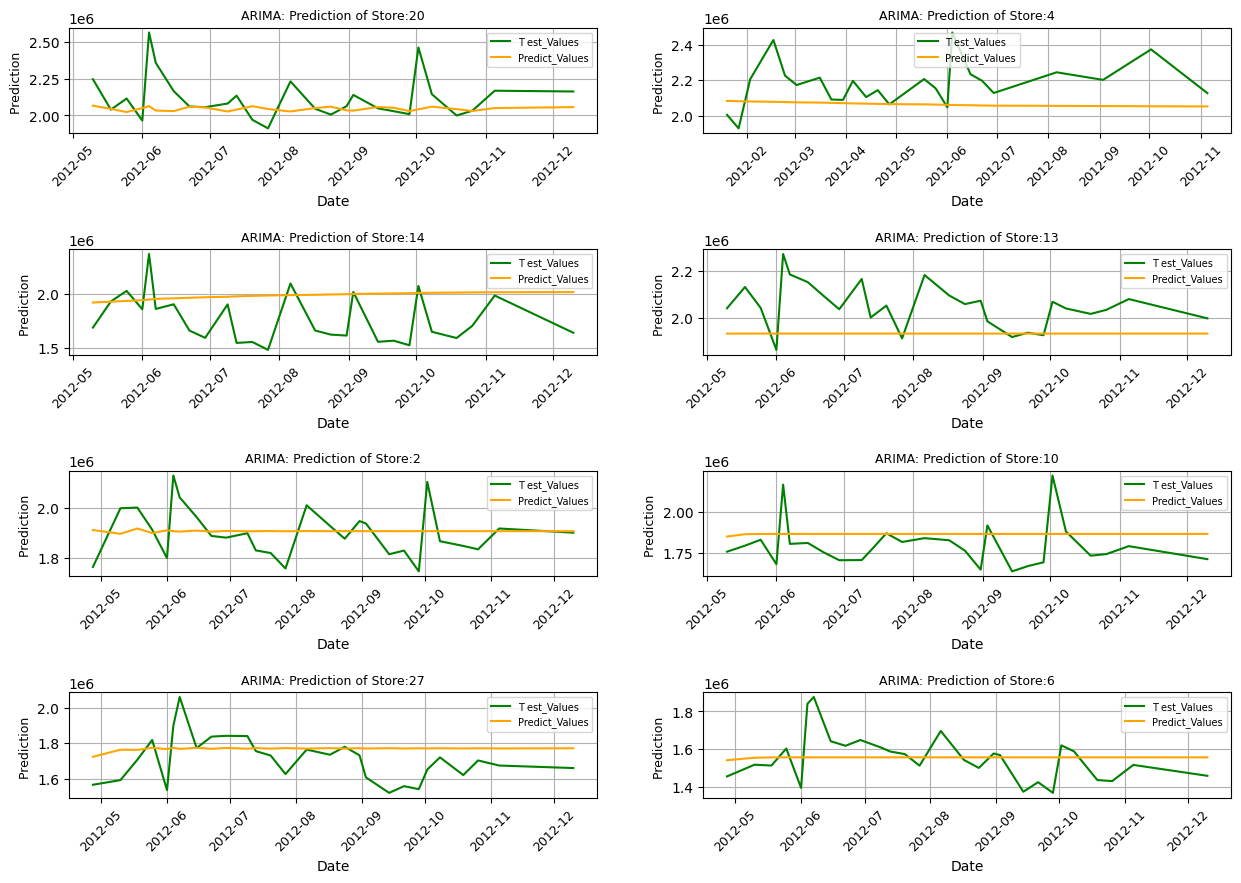 ARIMA: Prediction of Store:20
1e6
Prediction
2.50
2.25
2.00
Test_Values
Predict_Values
2012-05
2012-06
2012-07
2012-08
2012-09
2012-10
2012-11
2012-12
Date
ARIMA: Prediction of Store:4
1e6
Prediction
2.4
2.2
2.0
Test_Values
Predict_Values
2012-02
2012-03
2012-04
2012-05
2012-06
2012-07
2012-08
2012-09
2012-10
2012-11
Date
ARIMA: Prediction of Store:14
1e6
Prediction
2.0
1.5
Test_Values
Predict_Values
2012-05
2012-06
2012-07
2012-08
2012-09
2012-10
2012-11
2012-12
Date
ARIMA: Prediction of Store:13
1e6
Prediction
2.2
2.0
Test_Values
Predict_Values
2012-05
2012-06
2012-07
2012-08
2012-09
2012-10
2012-11
2012-12
Date
ARIMA: Prediction of Store:2
1e6
Prediction
2.0
1.8
Test_Values
Predict_Values
2012-05
2012-06
2012-07
2012-08
2012-09
2012-10
2012-11
2012-12
Date
ARIMA: Prediction of Store:10
1e6
Prediction
2.00
1.75
Test_Values
Predict_Values
2012-05
2012-06
2012-07
2012-08
2012-09
2012-10
2012-11
2012-12
Date
ARIMA: Prediction of Store:27
1e6
Prediction
2.0
1.8
1.6
Test_Values
Predict_Values
2012-05
2012-06
2012-07
2012-08
2012-09
2012-10
2012-11
2012-12
Date
ARIMA: Prediction of Store:6
1e6
Prediction
1.8
1.6
1.4
Test_Values
Predict_Values
2012-05
2012-06
2012-07
2012-08
2012-09
2012-10
2012-11
2012-12
Date